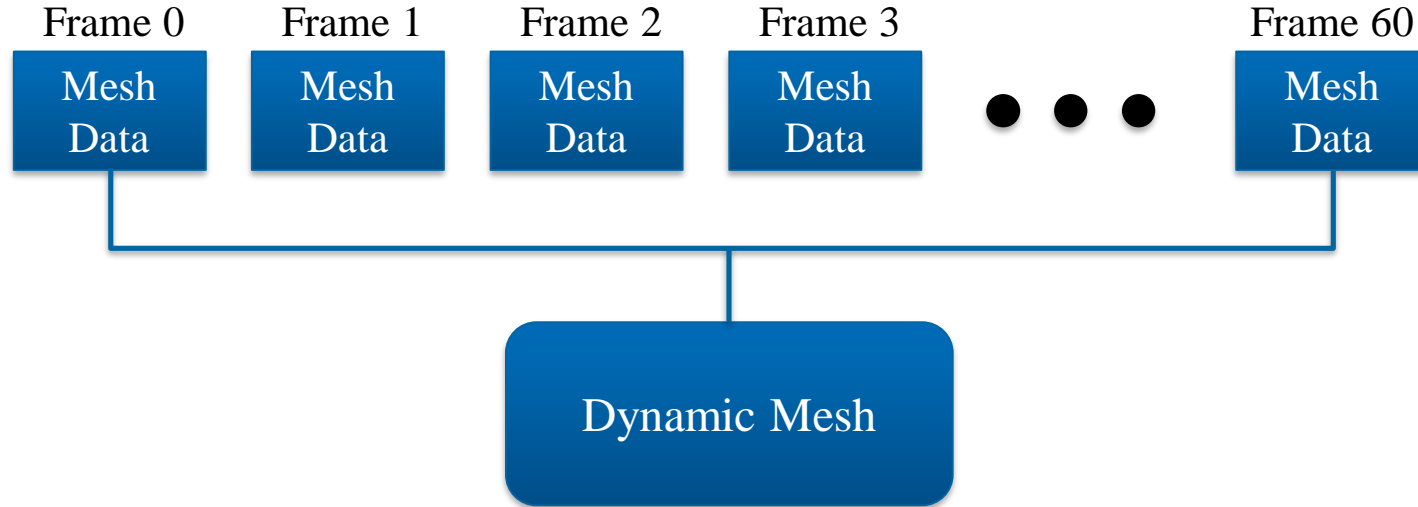 Frame 0 Frame 1 Frame 2 Frame 3 Frame 60
Mesh Mesh Mesh Mesh Mesh
Data Data Data Data Data
Dynamic Mesh